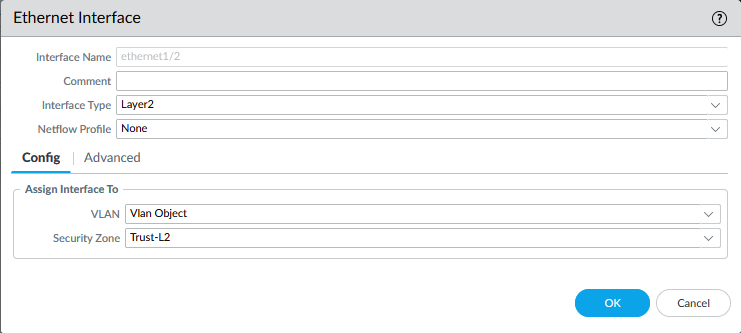 Ethernet Interface
Interface Name ethernet1/2
Comment
Interface Type Layer2
Netflow Profile None
Config Advanced
Assign Interface To
VLAN Vlan Object
Security Zone Trust-L2
OK Cancel